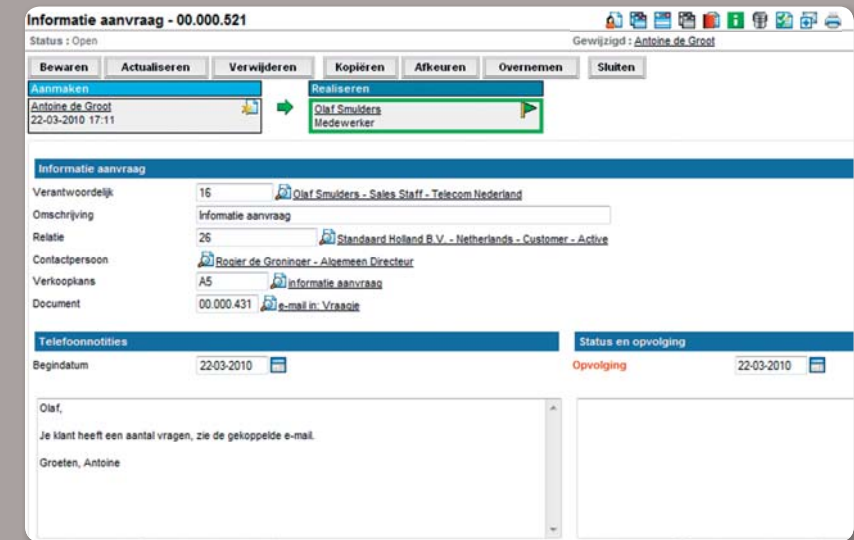 Informatie aanvraag - 00.000.521
Status : Open
Gewijzigd : Antoine de Groot
Bewaren Actualiseren Verwijderen Kopiëren Afkeuren Overnemen Sluiten
Aanmaken
Antoine de Groot
22-03-2010 17:11
Realiseren
Olaf Smulders
Medewerker
Informatie aanvraag
Verantwoordelijk 16 Olaf Smulders - Sales Staff - Telecom Nederland
Omschrijving Informatie aanvraag
Relatie 26 Standaard Holland B.V. - Netherlands - Customer - Active
Contactpersoon Rogier de Groninger - Algemeen Directeur
Verkoopkans A5 informatie aanvraag
Document 00.000.431 e-mail in: Vraagje
Telefoonnotities
Begindatum 22-03-2010
Status en opvolging
Opvolging 22-03-2010
Olaf,
Je klant heeft een aantal vragen, zie de gekoppelde e-mail.
Groeten, Antoine